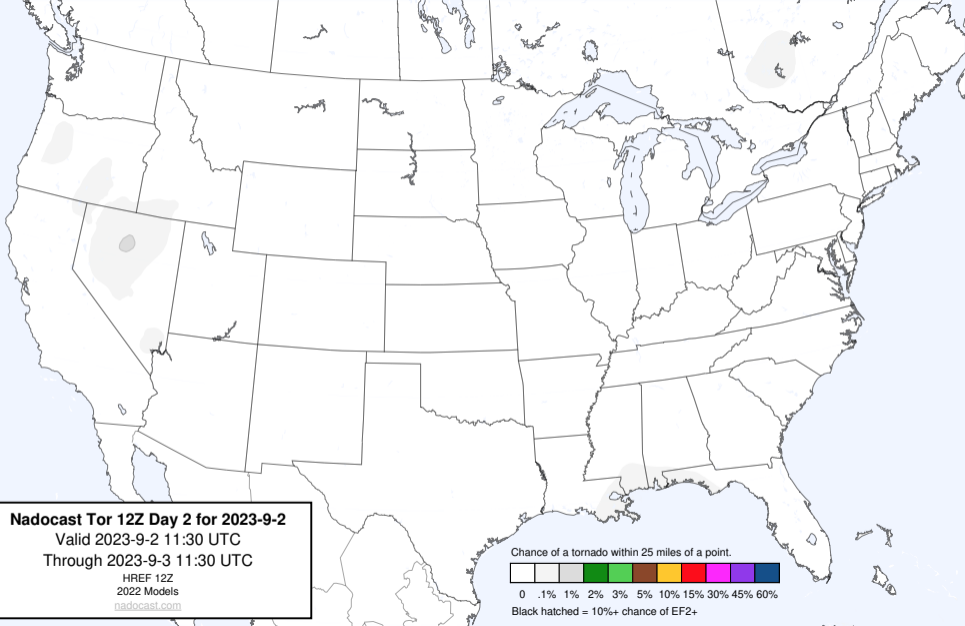 Nadocast Tor 12Z Day 2 for 2023-9-2
Valid 2023-9-2 11:30 UTC
Through 2023-9-3 11:30 UTC
HREF 12Z
2022 Models
nadocast.com
Chance of a tornado within 25 miles of a point.
0 .1% 1% 2% 3% 5% 10% 15% 30% 45% 60%
Black hatched = 10%+ chance of EF2+